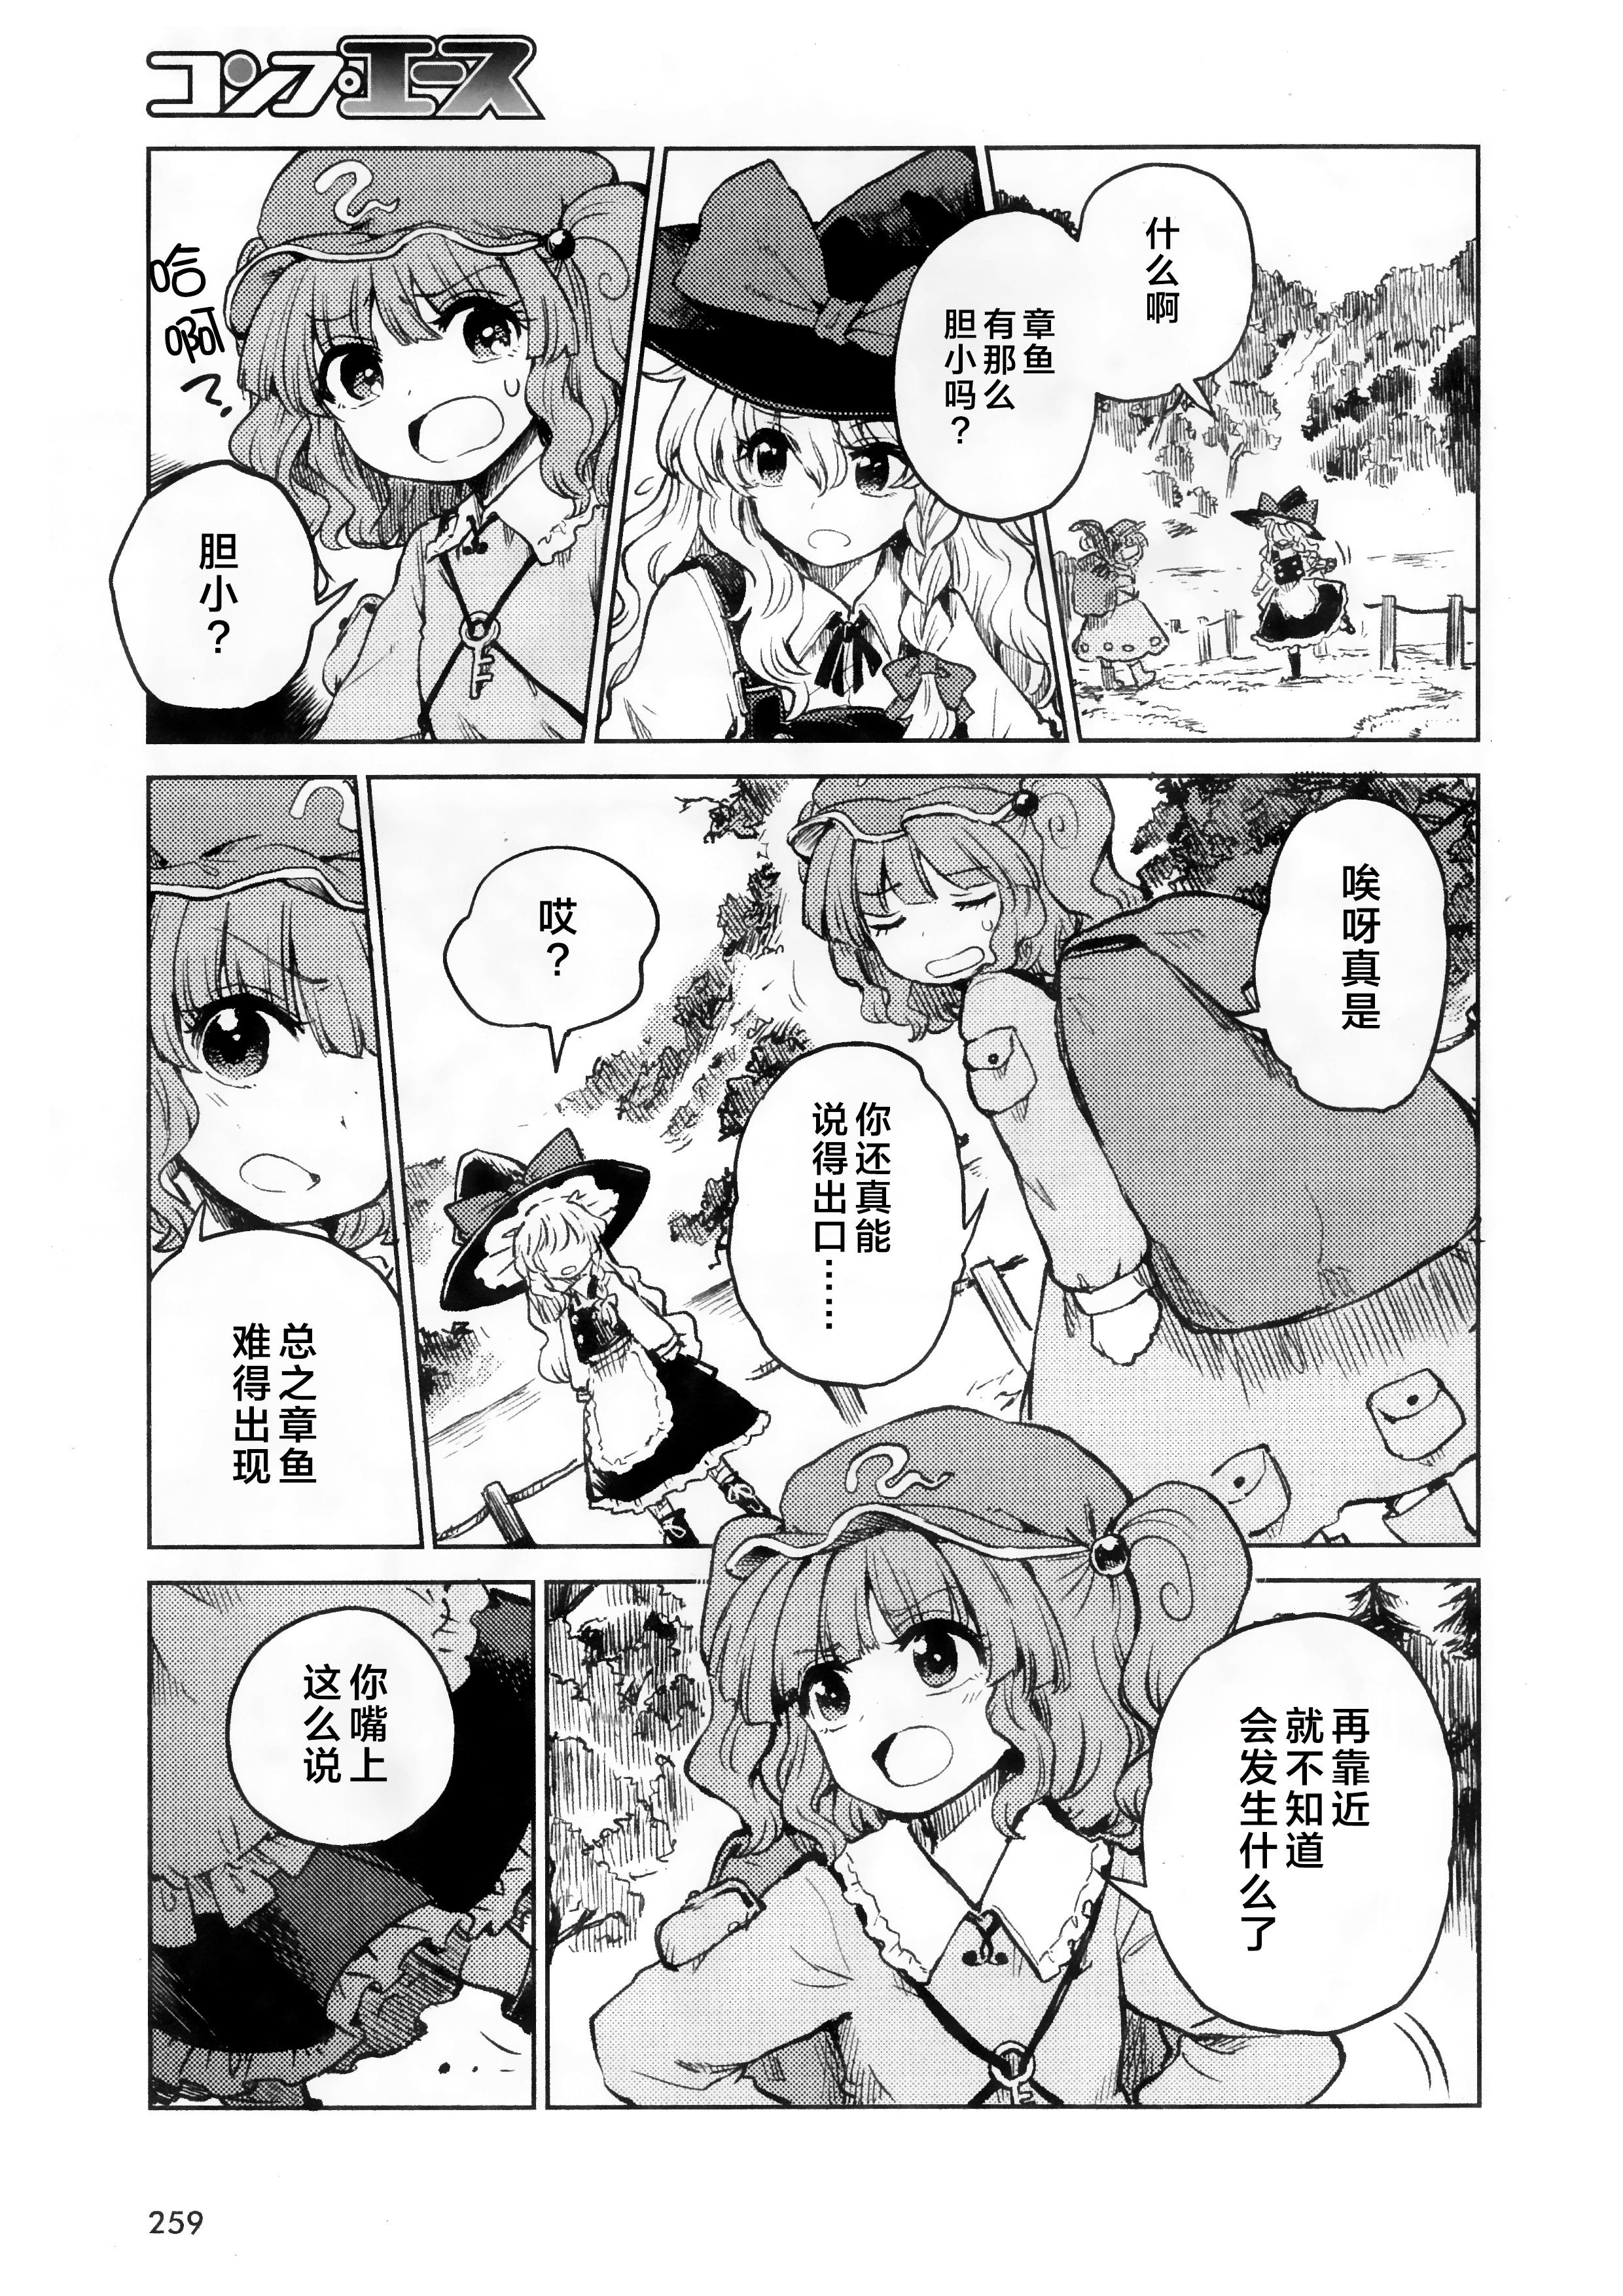 コンプ・エース
什么啊
章鱼
有那么
胆小吗？
哈
啊？
胆小？
唉呀真是
你还真能
说得出口……
哎？
总之章鱼
难得出现
再靠近
就不知道
会发生什么了
你嘴上
这么说
259